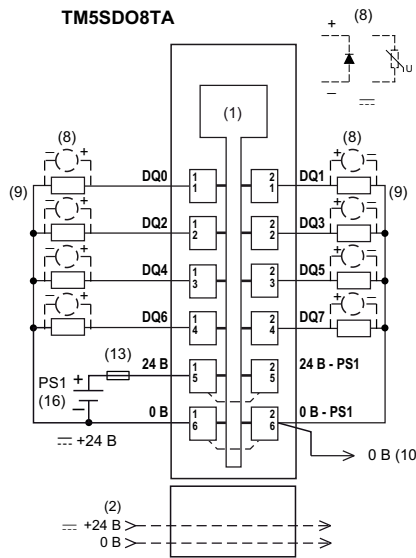 TM5SDO8TA
(8)
+
U
−
(1)
(8)
− +
(8)
+ −
(9)
DQ0
1
1
2
1
DQ1
(9)
− +
+ −
DQ2
1
2
2
2
DQ3
− +
+ −
DQ4
1
3
2
3
DQ5
− +
+ −
DQ6
1
4
2
4
DQ7
(13)
24 В
1
5
2
5
24 В - PS1
PS1
+
(16)
−
0 В
1
6
2
6
0 В - PS1
+24 В
0 В (10
(2)
+24 В
0 В